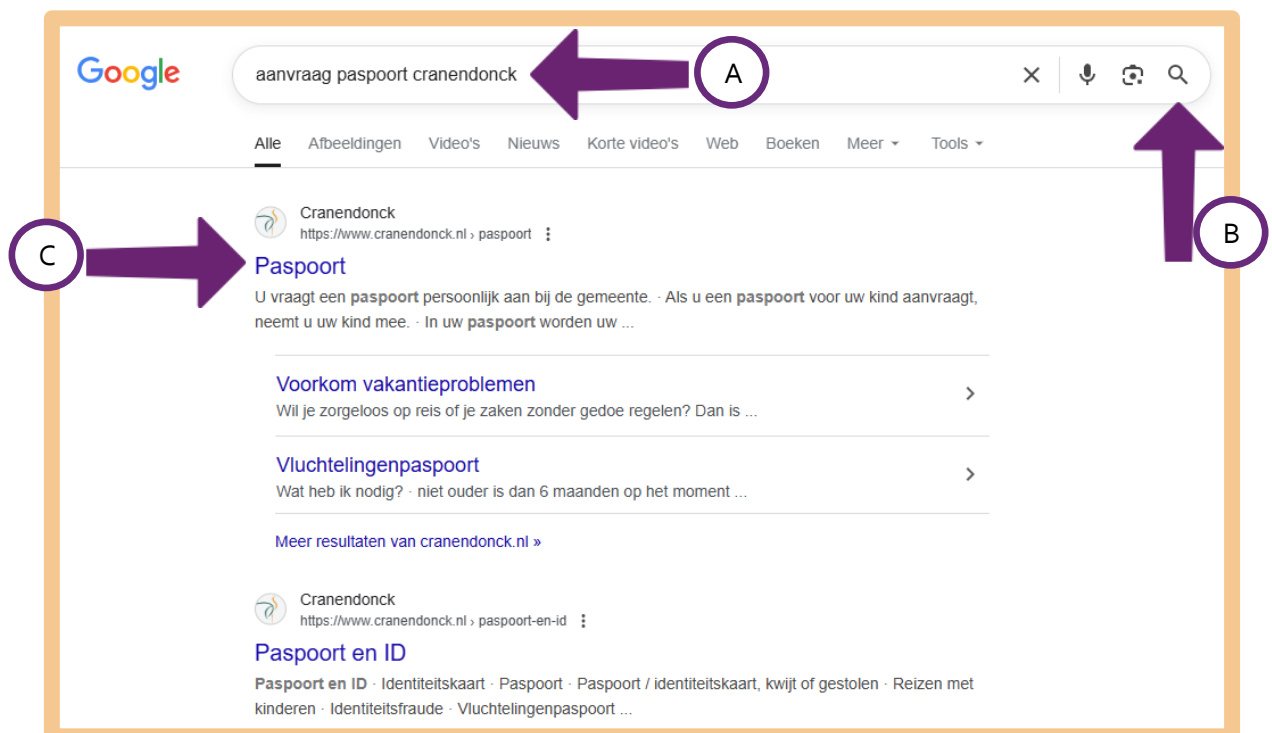 Google
aanvraag paspoort cranendonck
A
Alle Afbeeldingen Video's Nieuws Korte video's Web Boeken Meer Tools
B
Cranendonck
https://www.cranendonck.nl › paspoort
C
Paspoort
U vraagt een paspoort persoonlijk aan bij de gemeente. · Als u een paspoort voor uw kind aanvraagt,
neemt u uw kind mee. · In uw paspoort worden uw ...
Voorkom vakantieproblemen
Wil je zorgeloos op reis of je zaken zonder gedoe regelen? Dan is ...
Vluchtelingenpaspoort
Wat heb ik nodig? · niet ouder is dan 6 maanden op het moment ...
Meer resultaten van cranendonck.nl »
Cranendonck
https://www.cranendonck.nl › paspoort-en-id
Paspoort en ID
Paspoort en ID · Identiteitskaart · Paspoort · Paspoort / identiteitskaart, kwijt of gestolen · Reizen met
kinderen · Identiteitsfraude · Vluchtelingenpaspoort ...